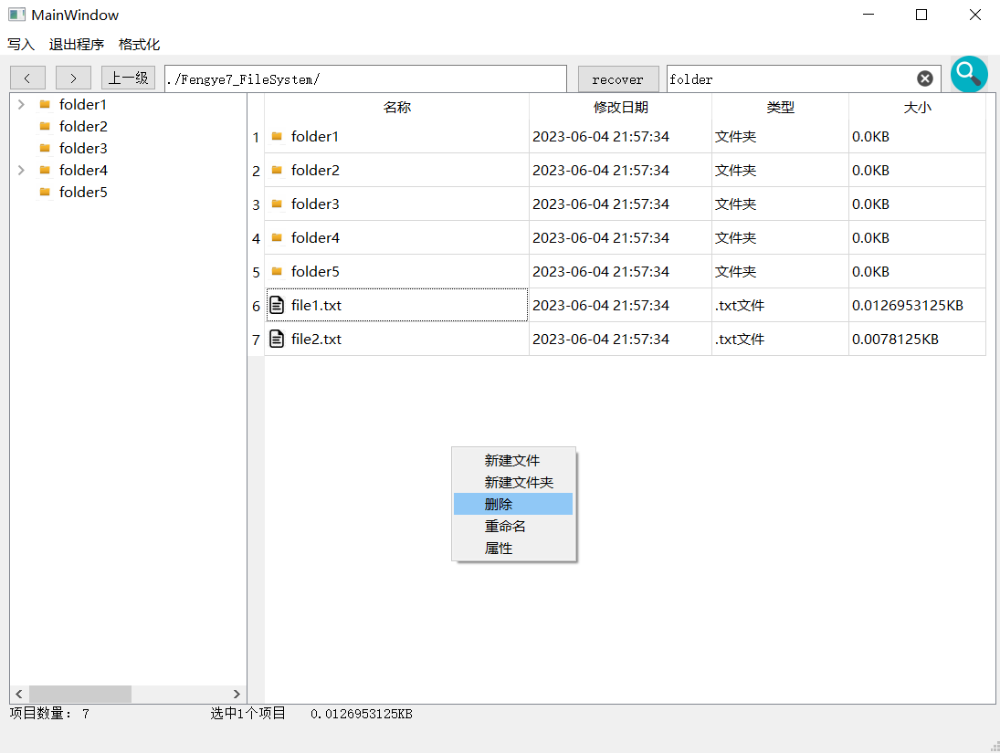 MainWindow
写入 退出程序 格式化
< > 上一级 ./Fengye7_FileSystem/ recover folder
folder1
folder2
folder3
folder4
folder5
名称 修改日期 类型 大小
1 folder1 2023-06-04 21:57:34 文件夹 0.0KB
2 folder2 2023-06-04 21:57:34 文件夹 0.0KB
3 folder3 2023-06-04 21:57:34 文件夹 0.0KB
4 folder4 2023-06-04 21:57:34 文件夹 0.0KB
5 folder5 2023-06-04 21:57:34 文件夹 0.0KB
6 file1.txt 2023-06-04 21:57:34 .txt文件 0.0126953125KB
7 file2.txt 2023-06-04 21:57:34 .txt文件 0.0078125KB
新建文件
新建文件夹
删除
重命名
属性
项目数量： 7 选中1个项目 0.0126953125KB